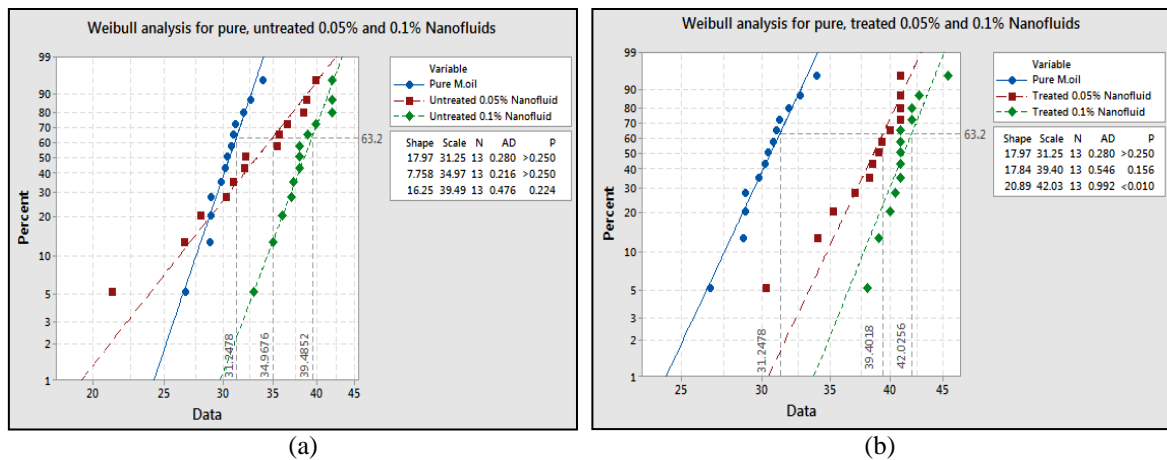 Weibull analysis for pure, untreated 0.05% and 0.1% Nanofluids
99
90
80
70
60
50
40
30
20
10
5
3
2
1
Percent
63.2
31.2478
34.9676
39.4852
20
25
30
35
40
45
Data
Variable
Pure M.oil
Untreated 0.05% Nanofluid
Untreated 0.1% Nanofluid
Shape Scale N AD P
17.97 31.25 13 0.280 >0.250
7.758 34.97 13 0.216 >0.250
16.25 39.49 13 0.476 0.224
(a)
Weibull analysis for pure, treated 0.05% and 0.1% Nanofluids
99
90
80
70
60
50
40
30
20
10
5
3
2
1
Percent
63.2
31.2478
39.4018
42.0256
25
30
35
40
45
Data
Variable
Pure M.oil
Treated 0.05% Nanofluid
Treated 0.1% Nanofluid
Shape Scale N AD P
17.97 31.25 13 0.280 >0.250
17.84 39.40 13 0.546 0.156
20.89 42.03 13 0.992 <0.010
(b)